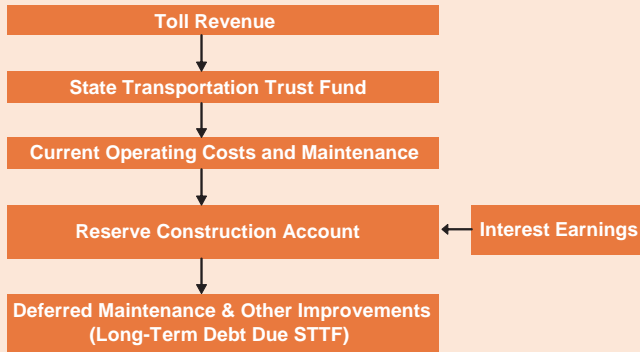 Toll Revenue
State Transportation Trust Fund
Current Operating Costs and Maintenance
Reserve Construction Account
Interest Earnings
Deferred Maintenance & Other Improvements
(Long-Term Debt Due STTF)